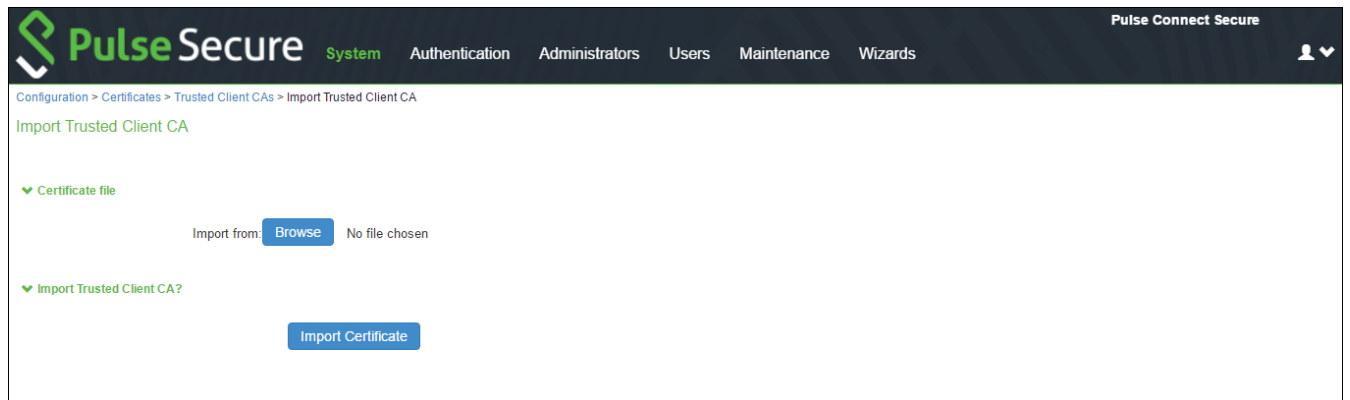 Pulse Connect Secure
Pulse Secure System Authentication Administrators Users Maintenance Wizards
Configuration > Certificates > Trusted Client CAs > Import Trusted Client CA
Import Trusted Client CA
Certificate file
Import from: Browse No file chosen
Import Trusted Client CA?
Import Certificate